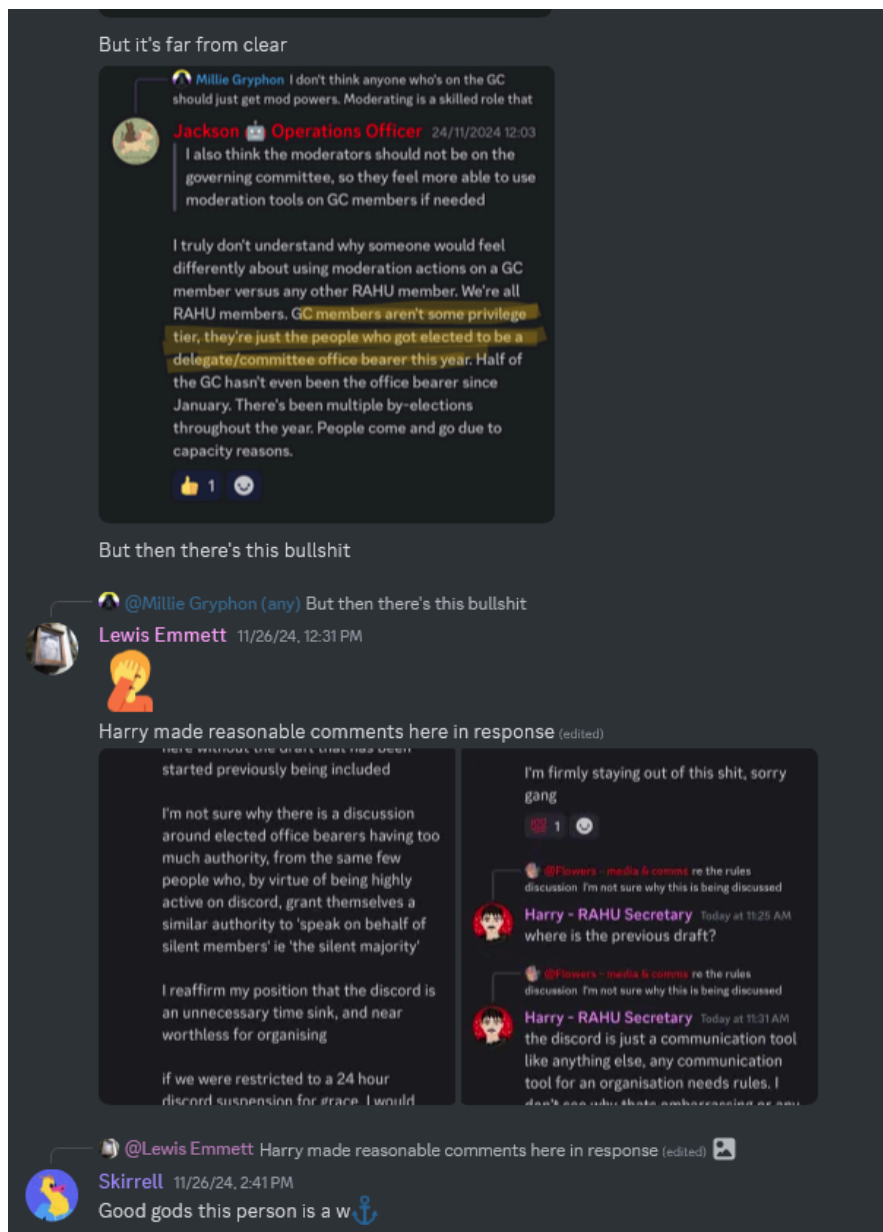 But it's far from clear
Millie Gryphon I don't think anyone who's on the GC
should just get mod powers. Moderating is a skilled role that
Jackson 🤖 Operations Officer 24/11/2024 12:03
I also think the moderators should not be on the
governing committee, so they feel more able to use
moderation tools on GC members if needed
I truly don't understand why someone would feel
differently about using moderation actions on a GC
member versus any other RAHU member. We're all
RAHU members. GC members aren't some privilege
tier, they're just the people who got elected to be a
delegate/committee office bearer this year. Half of
the GC hasn't even been the office bearer since
January. There's been multiple by-elections
throughout the year. People come and go due to
capacity reasons.
👍 1
But then there's this bullshit
@Millie Gryphon (any) But then there's this bullshit
Lewis Emmett 11/26/24, 12:31 PM
🤦
Harry made reasonable comments here in response (edited)
here without the draft that has been
started previously being included
I'm not sure why there is a discussion
around elected office bearers having too
much authority, from the same few
people who, by virtue of being highly
active on discord, grant themselves a
similar authority to 'speak on behalf of
silent members' ie 'the silent majority'
I reaffirm my position that the discord is
an unnecessary time sink, and near
worthless for organising
if we were restricted to a 24 hour
discord suspension for grace, I would
I'm firmly staying out of this shit, sorry
gang
💯 1
@Flowers - media & comms re the rules
discussion I'm not sure why this is being discussed
Harry - RAHU Secretary Today at 11:25 AM
where is the previous draft?
@Flowers - media & comms re the rules
discussion I'm not sure why this is being discussed
Harry - RAHU Secretary Today at 11:31 AM
the discord is just a communication tool
like anything else, any communication
tool for an organisation needs rules. I
don't see why thats embarrassing or any
@Lewis Emmett Harry made reasonable comments here in response (edited)
Skirrell 11/26/24, 2:41 PM
Good gods this person is a w⚓